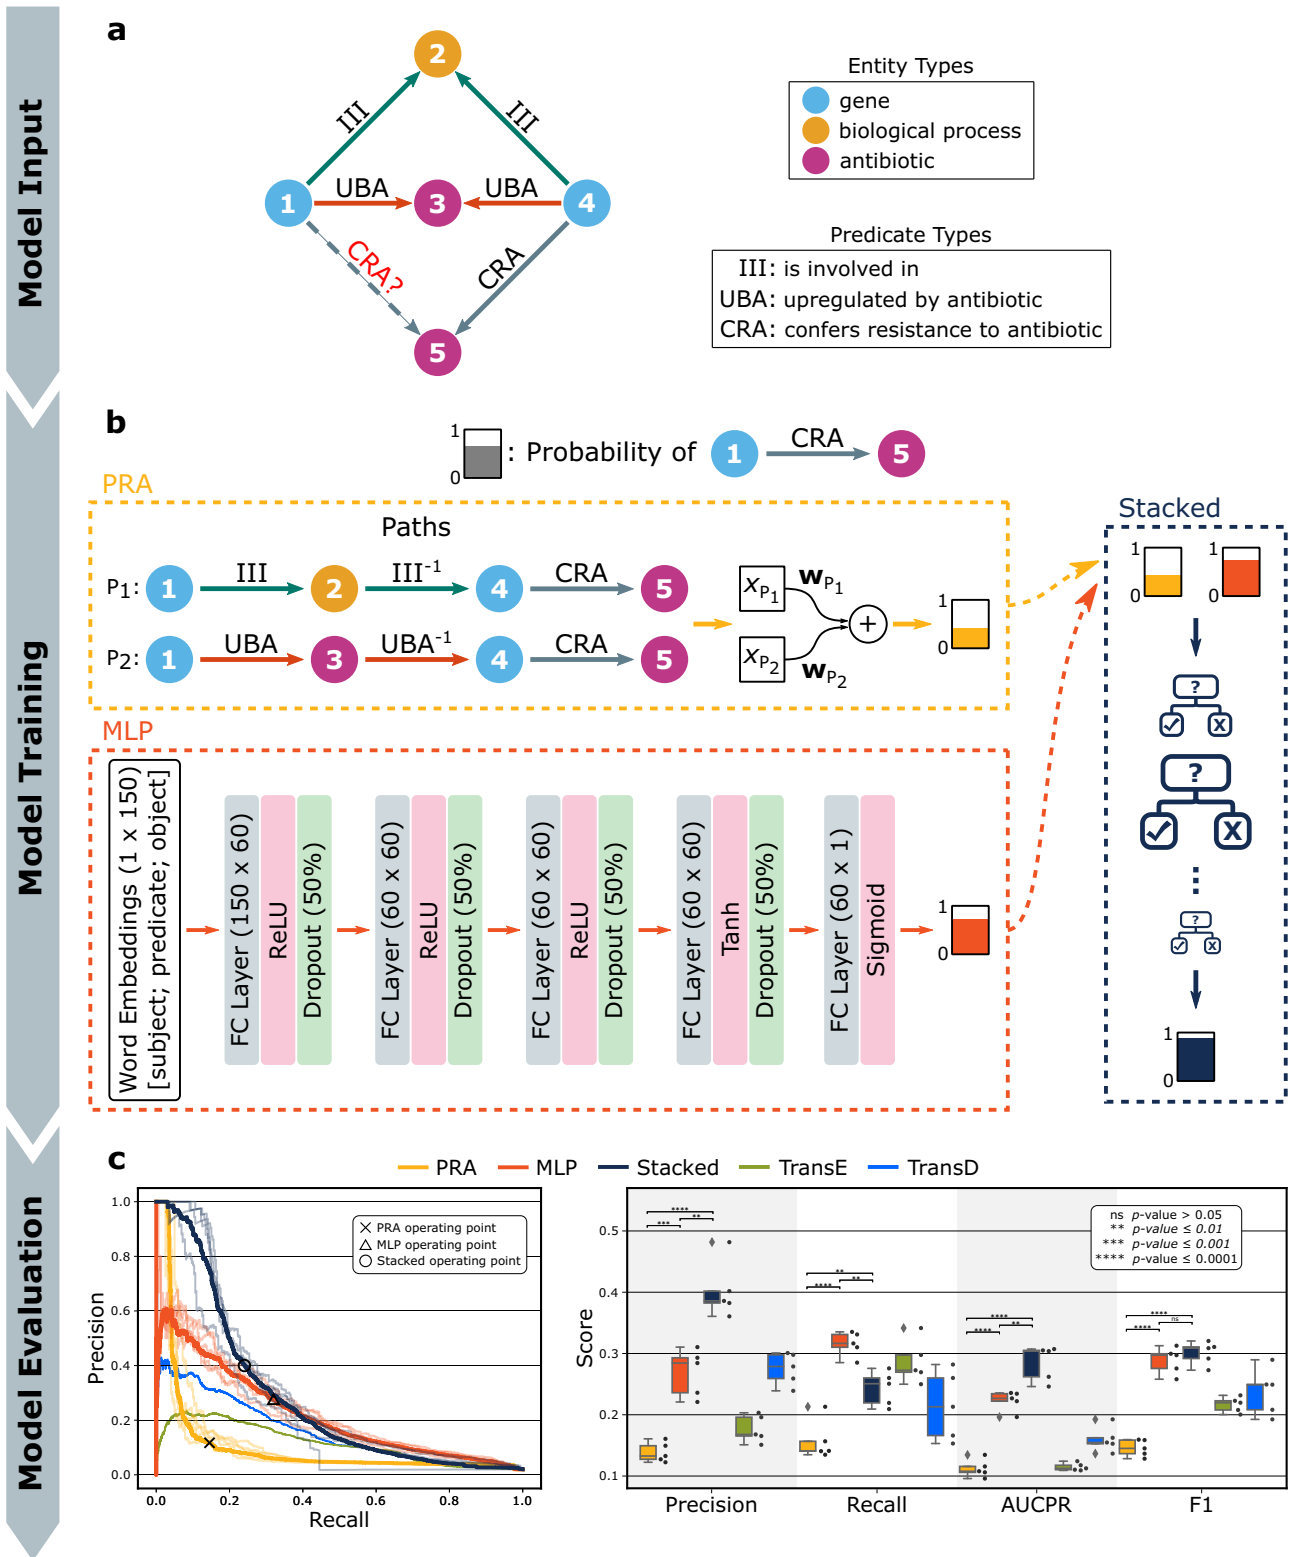 Model Input
a
2
III
III
1
UBA
3
UBA
4
CRA?
CRA
5
Entity Types
gene
biological process
antibiotic
Predicate Types
III: is involved in
UBA: upregulated by antibiotic
CRA: confers resistance to antibiotic
Model Training
b
1
0
: Probability of
1
CRA
5
PRA
Paths
P1:
1
III
2
III-1
4
CRA
5
P2:
1
UBA
3
UBA-1
4
CRA
5
xP1
wP1
+
xP2
wP2
1
0
MLP
Word Embeddings (1 x 150)
[subject; predicate; object]
FC Layer (150 x 60)
ReLU
Dropout (50%)
FC Layer (60 x 60)
ReLU
Dropout (50%)
FC Layer (60 x 60)
ReLU
Dropout (50%)
FC Layer (60 x 60)
Tanh
Dropout (50%)
FC Layer (60 x 1)
Sigmoid
1
0
Stacked
1
0
1
0
?
X
?
X
?
X
1
0
Model Evaluation
c
PRA
MLP
Stacked
TransE
TransD
Precision
1.0
0.8
0.6
0.4
0.2
0.0
0.0 0.2 0.4 0.6 0.8 1.0
Recall
PRA operating point
MLP operating point
Stacked operating point
Score
0.5
0.4
0.3
0.2
0.1
****
***
**
**
****
**
****
****
**
****
****
ns
ns p-value > 0.05
** p-value ≤ 0.01
*** p-value ≤ 0.001
**** p-value ≤ 0.0001
Precision Recall AUCPR F1